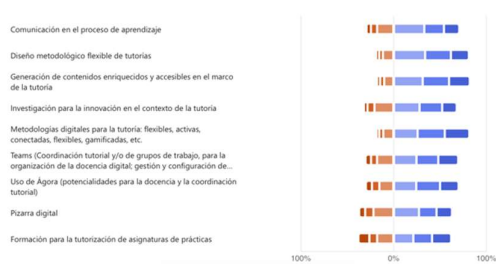 Comunicación en el proceso de aprendizaje
Diseño metodológico flexible de tutorías
Generación de contenidos enriquecidos y accesibles en el marco
de la tutoría
Investigación para la innovación en el contexto de la tutoría
Metodologías digitales para la tutoría: flexibles, activas,
conectadas, flexibles, gamificadas, etc.
Teams (Coordinación tutorial y/o de grupos de trabajo, para la
organización de la docencia digital; gestión y configuración de...
Uso de Ágora (potencialidades para la docencia y la coordinación
tutorial)
Pizarra digital
Formación para la tutorización de asignaturas de prácticas
100% 0% 100%